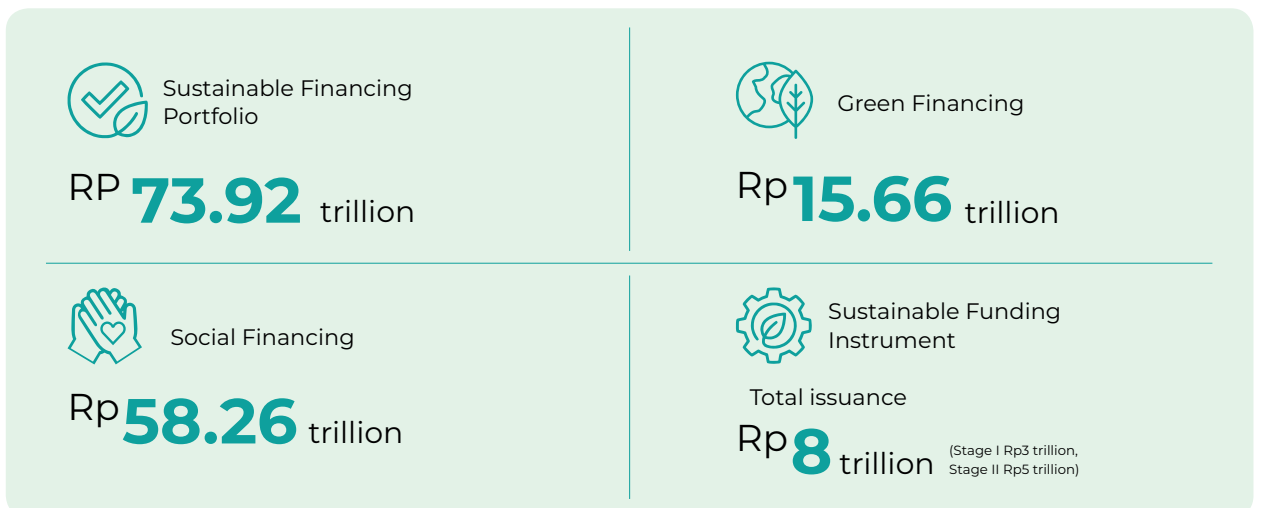 Sustainable Financing
Portfolio
RP 73.92 trillion
Green Financing
Rp 15.66 trillion
Social Financing
Rp 58.26 trillion
Sustainable Funding
Instrument
Total issuance
Rp 8 trillion (Stage I Rp3 trillion,
Stage II Rp5 trillion)